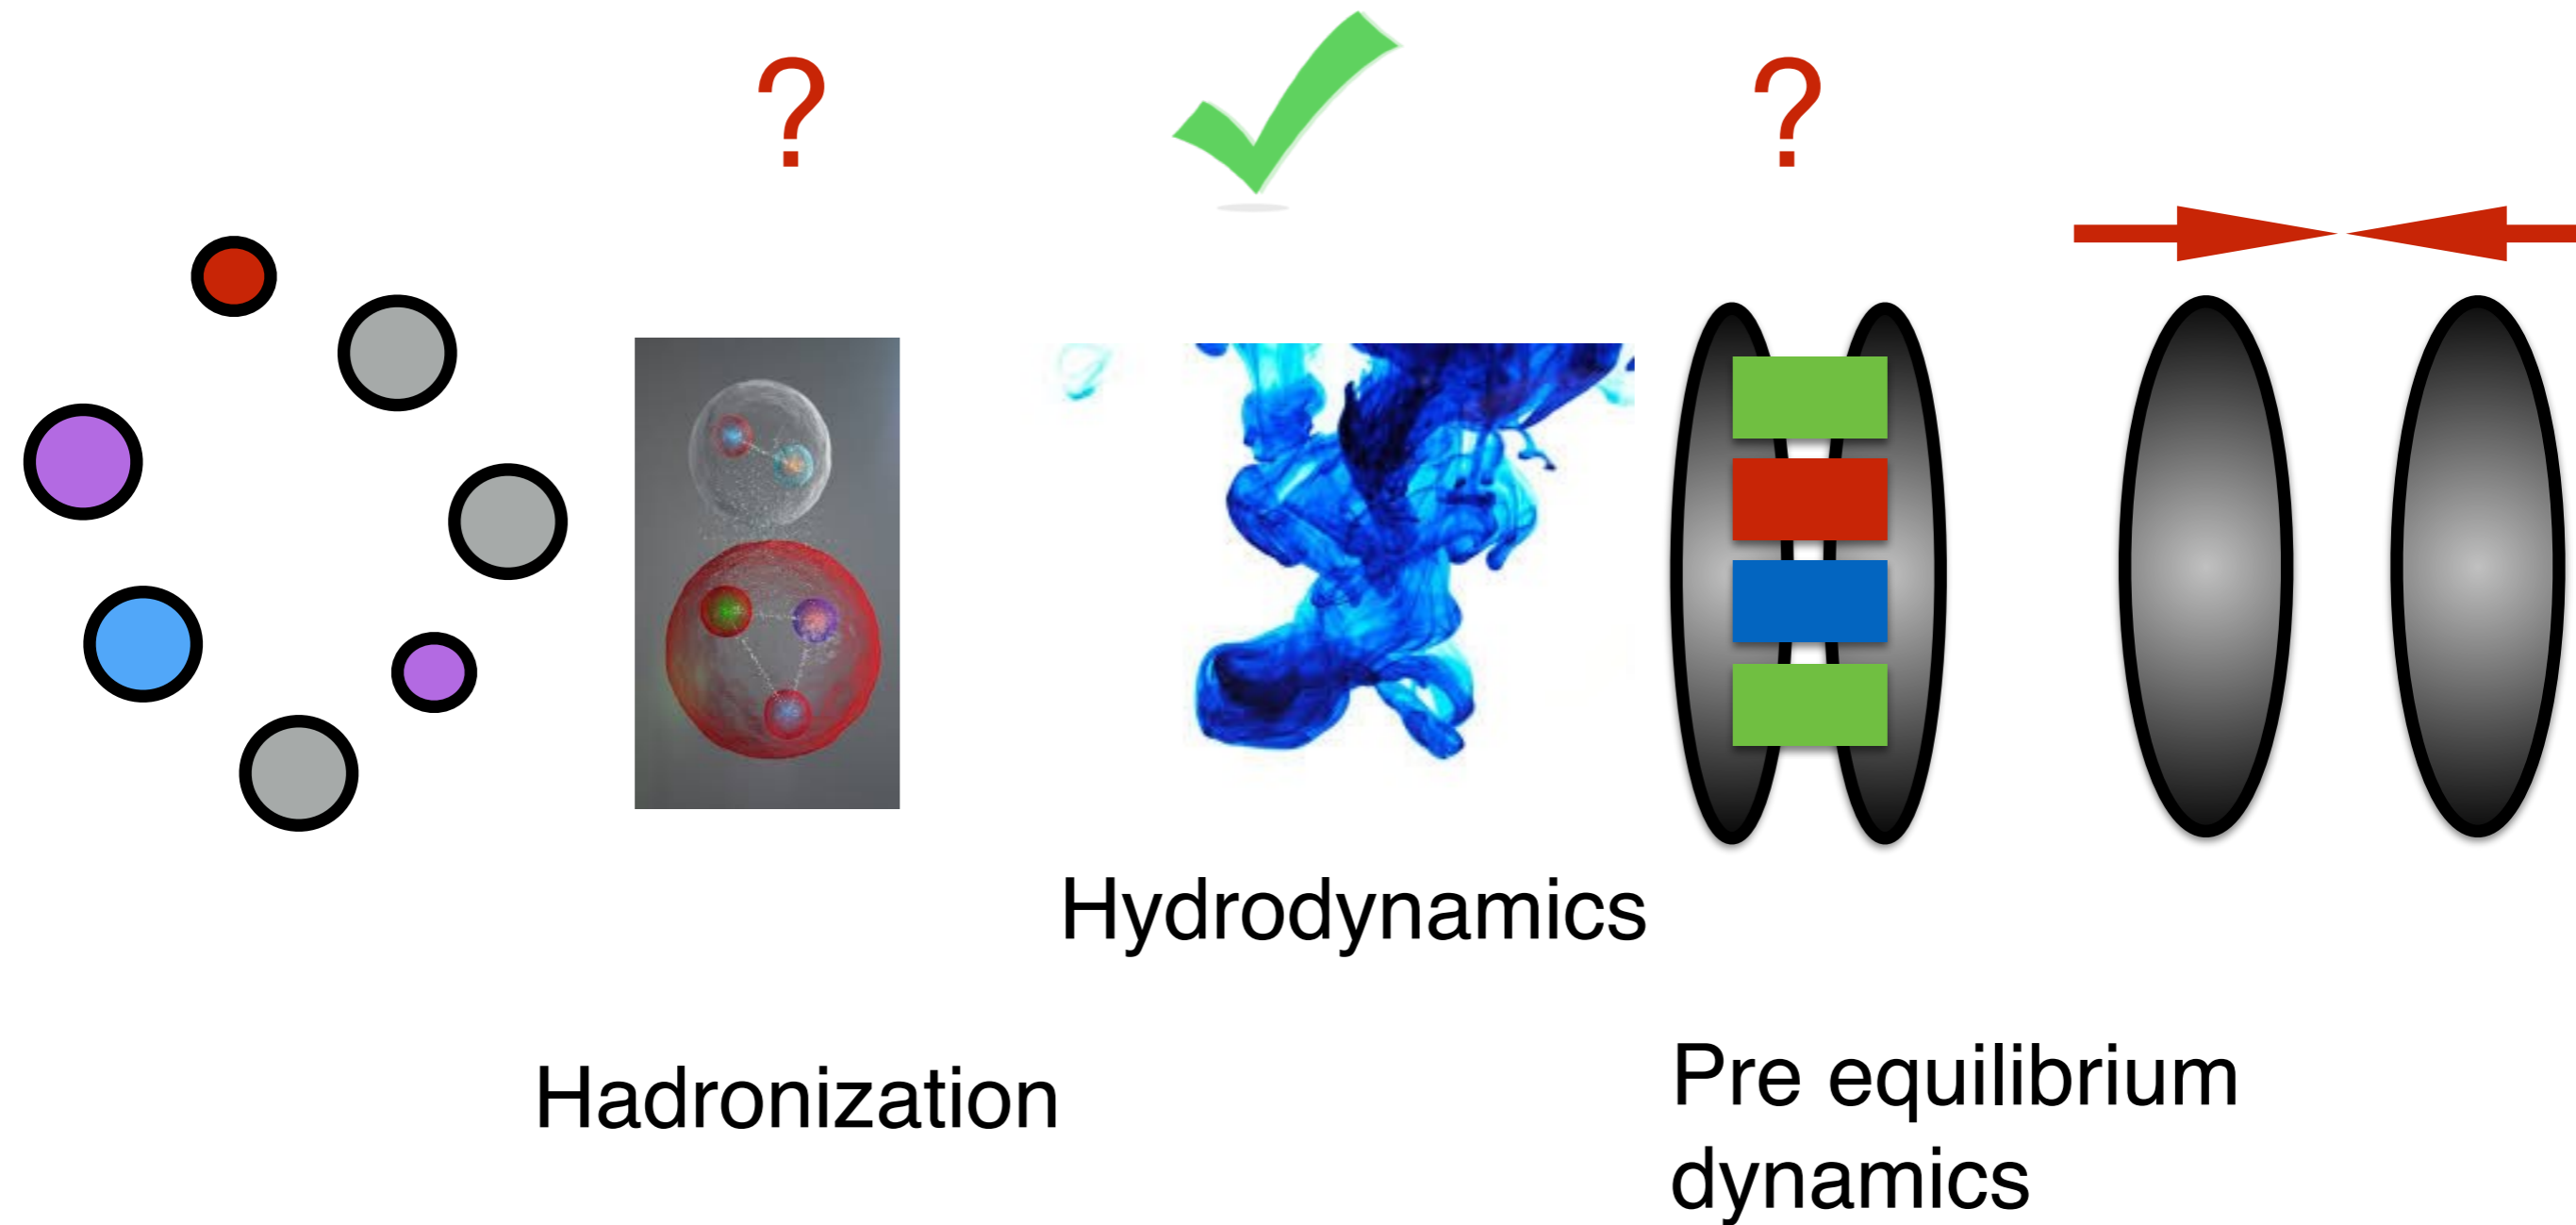 ?
?
Hydrodynamics
Hadronization
Pre equilibrium
dynamics